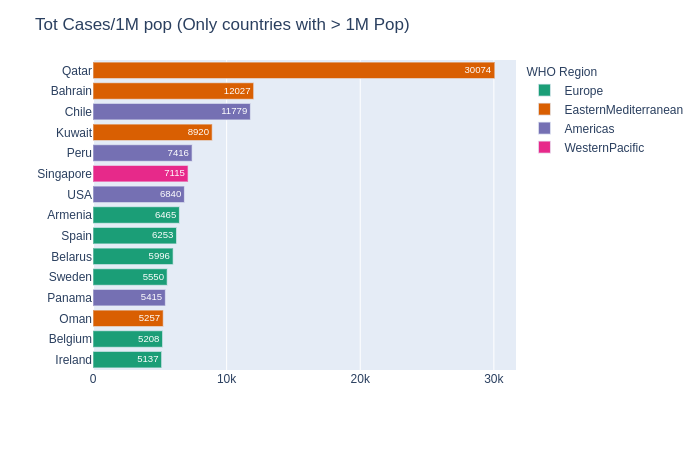 Tot Cases/1M pop (Only countries with > 1M Pop)
Qatar 30074
Bahrain 12027
Chile 11779
Kuwait 8920
Peru 7416
Singapore 7115
USA 6840
Armenia 6465
Spain 6253
Belarus 5996
Sweden 5550
Panama 5415
Oman 5257
Belgium 5208
Ireland 5137
0 10k 20k 30k
WHO Region
Europe
EasternMediterranean
Americas
WesternPacific